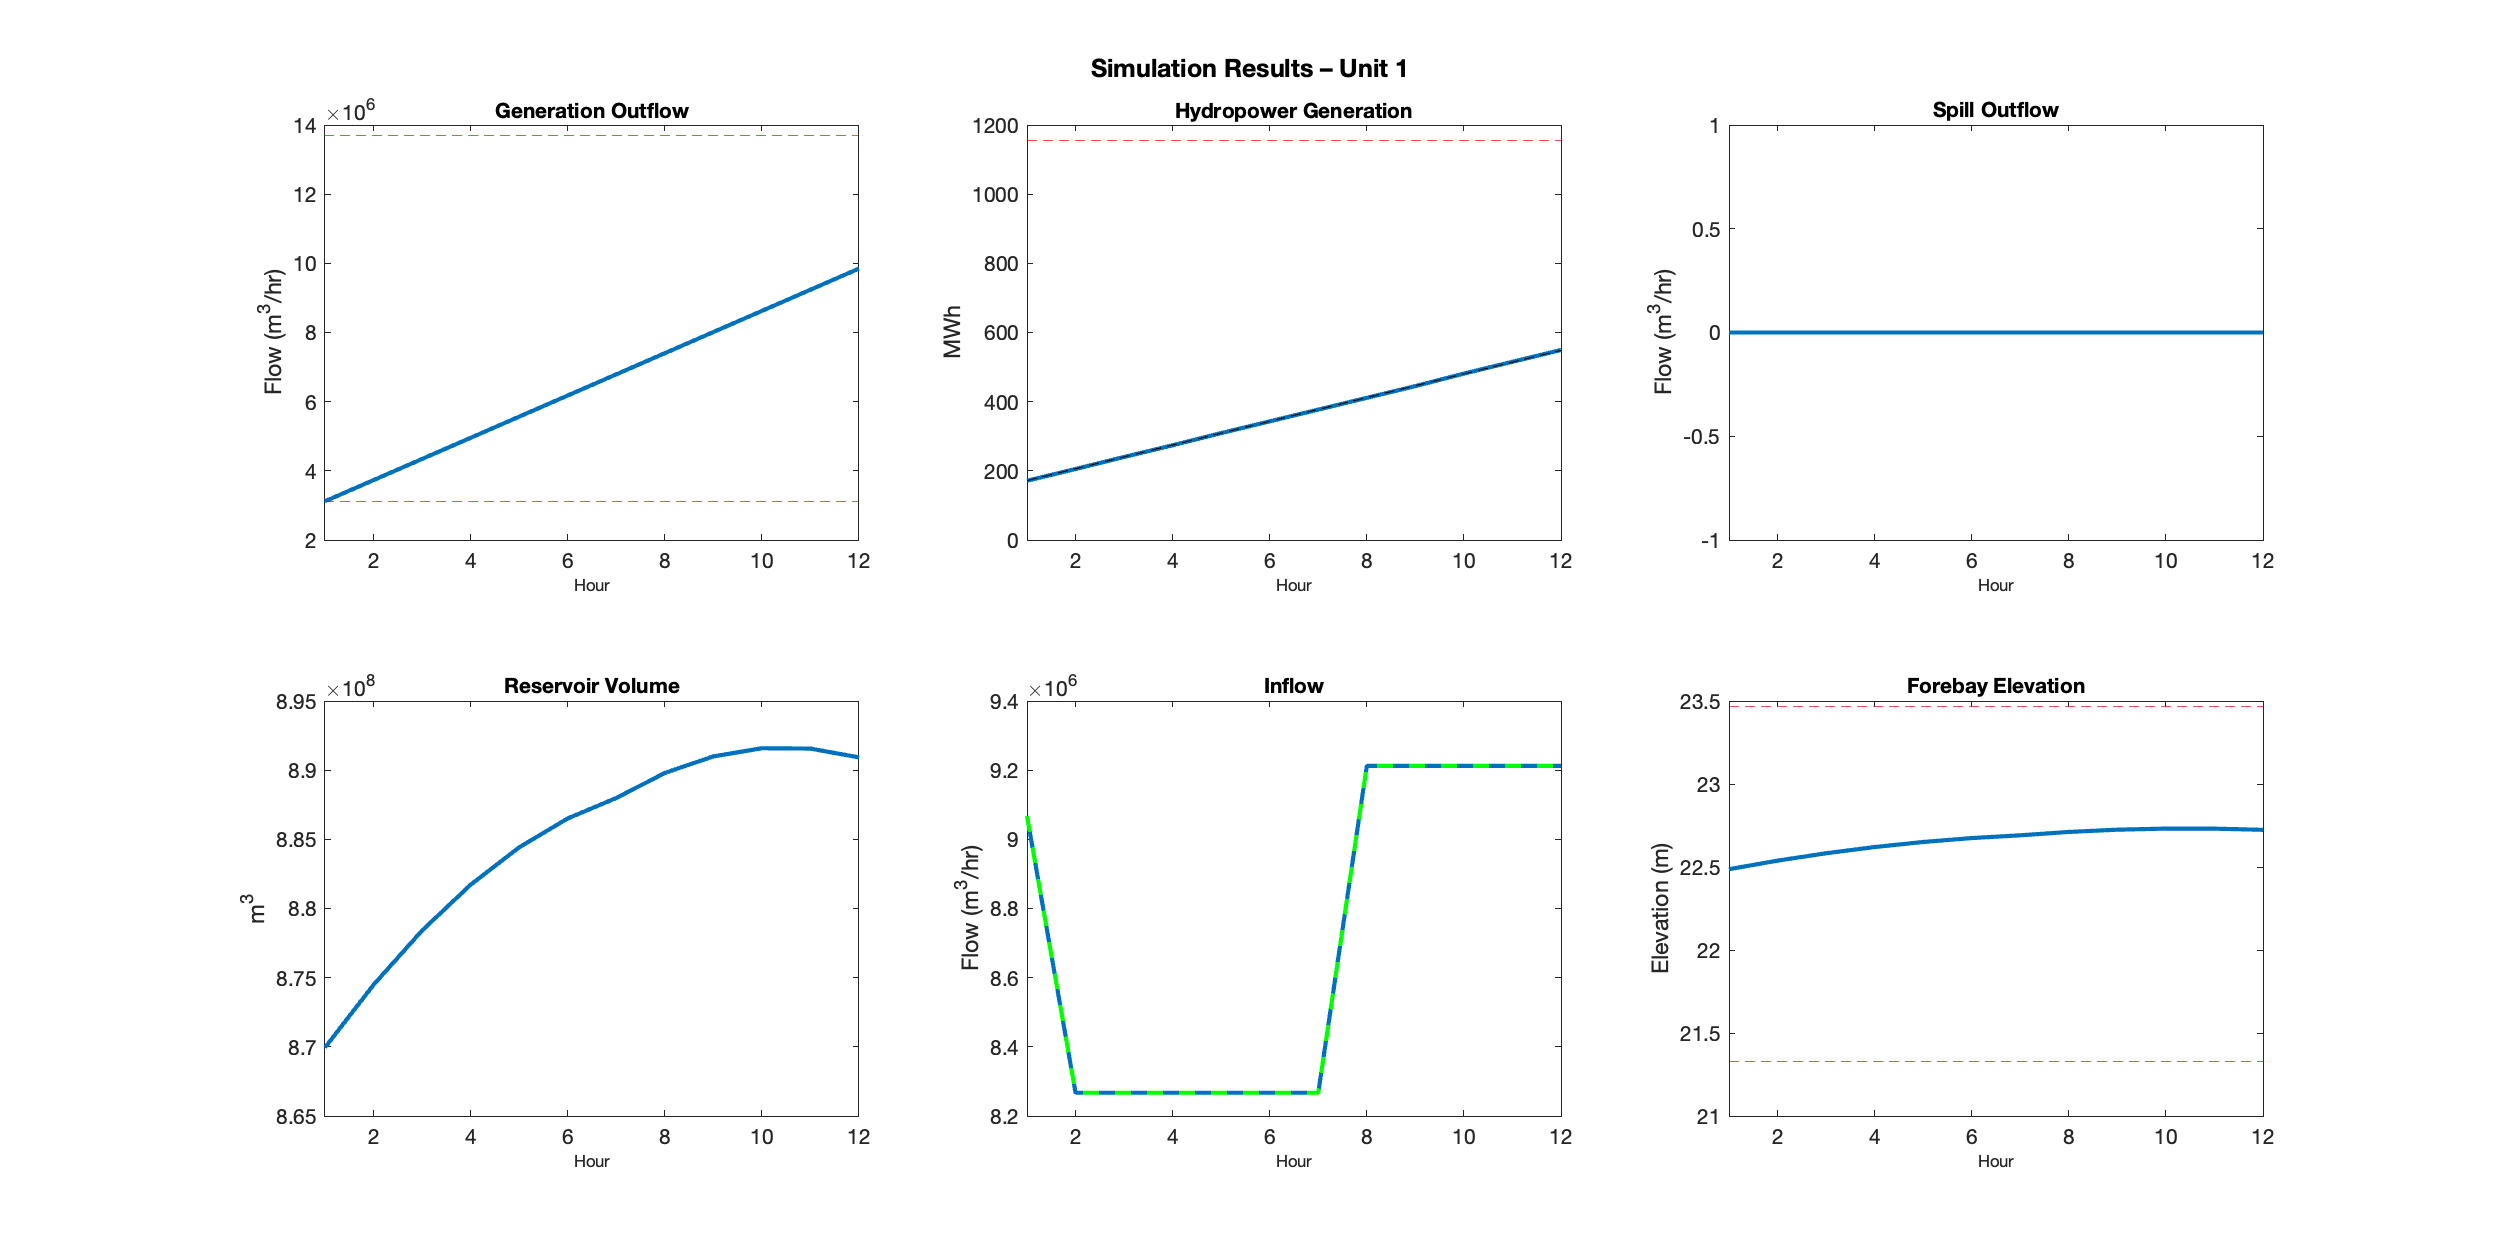 Simulation Results – Unit 1
Generation Outflow
×10^6
14
12
10
8
6
4
2
Flow (m^3/hr)
2 4 6 8 10 12
Hour
Hydropower Generation
1200
1000
800
600
400
200
0
MWh
2 4 6 8 10 12
Hour
Spill Outflow
1
0.5
0
-0.5
-1
Flow (m^3/hr)
2 4 6 8 10 12
Hour
Reservoir Volume
×10^8
8.95
8.9
8.85
8.8
8.75
8.7
8.65
m^3
2 4 6 8 10 12
Hour
Inflow
×10^6
9.4
9.2
9
8.8
8.6
8.4
8.2
Flow (m^3/hr)
2 4 6 8 10 12
Hour
Forebay Elevation
23.5
23
22.5
22
21.5
21
Elevation (m)
2 4 6 8 10 12
Hour